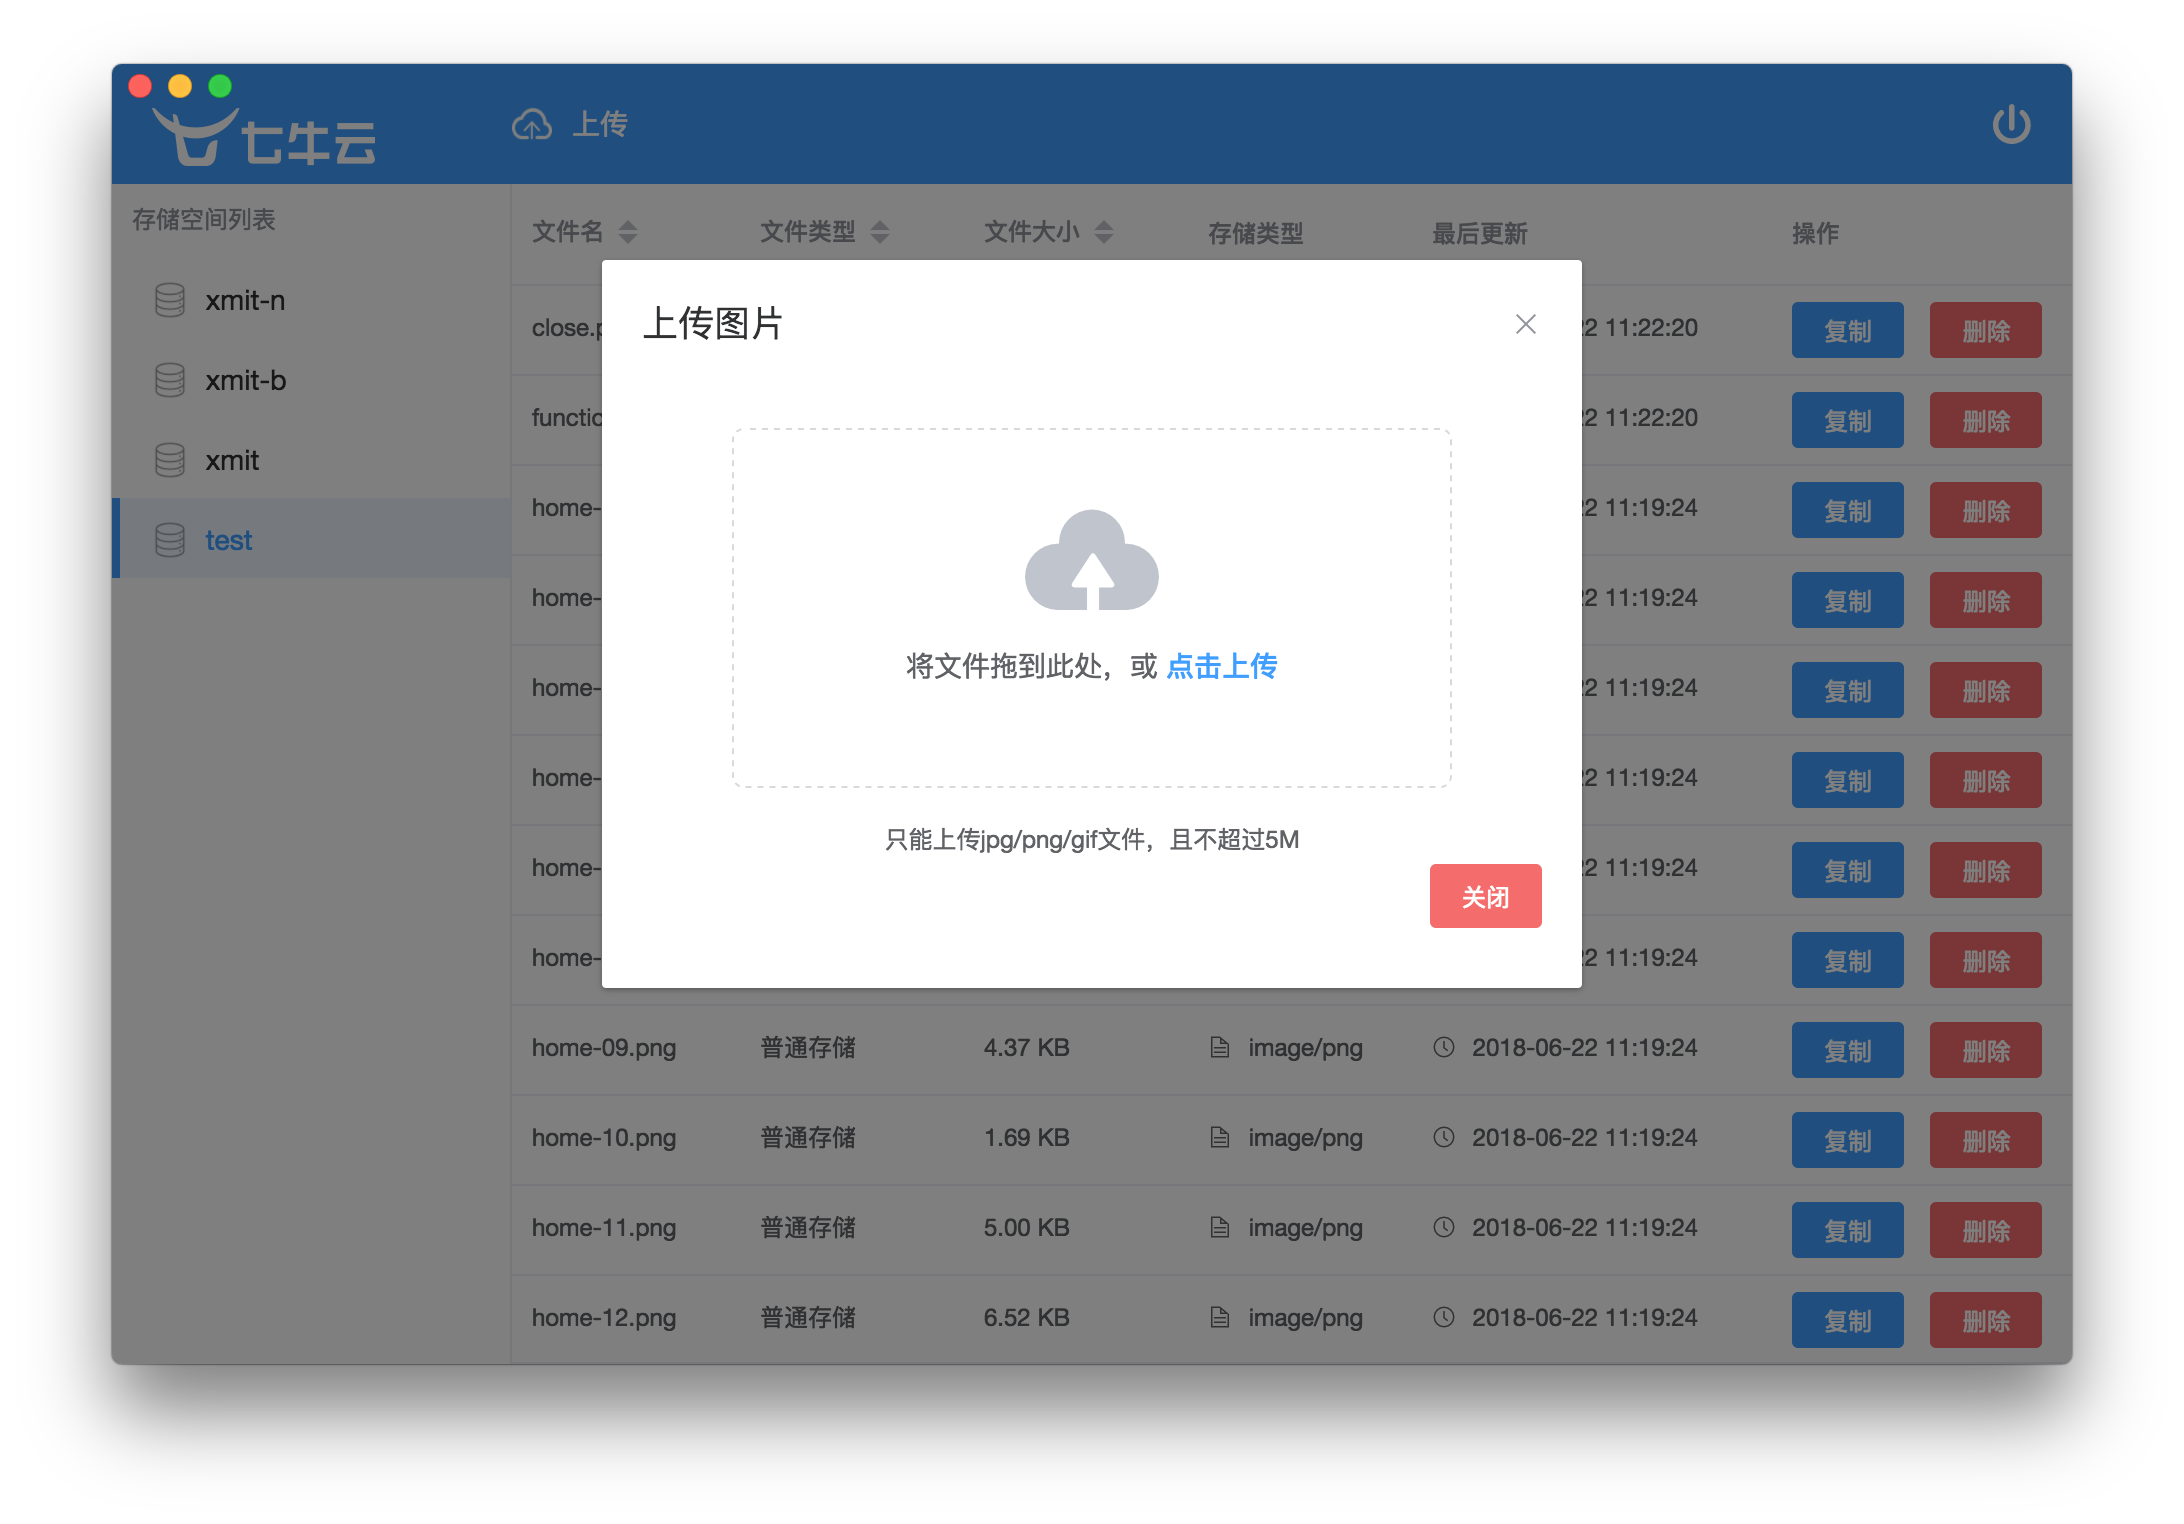 七牛云
上传
存储空间列表
xmit-n
xmit-b
xmit
test
文件名 文件类型 文件大小 存储类型 最后更新 操作
close.p 2 11:22:20 复制 删除
functio 2 11:22:20 复制 删除
home- 2 11:19:24 复制 删除
home- 2 11:19:24 复制 删除
home- 2 11:19:24 复制 删除
home- 2 11:19:24 复制 删除
home- 2 11:19:24 复制 删除
home- 2 11:19:24 复制 删除
home-09.png 普通存储 4.37 KB image/png 2018-06-22 11:19:24 复制 删除
home-10.png 普通存储 1.69 KB image/png 2018-06-22 11:19:24 复制 删除
home-11.png 普通存储 5.00 KB image/png 2018-06-22 11:19:24 复制 删除
home-12.png 普通存储 6.52 KB image/png 2018-06-22 11:19:24 复制 删除
上传图片
将文件拖到此处，或 点击上传
只能上传jpg/png/gif文件，且不超过5M
关闭